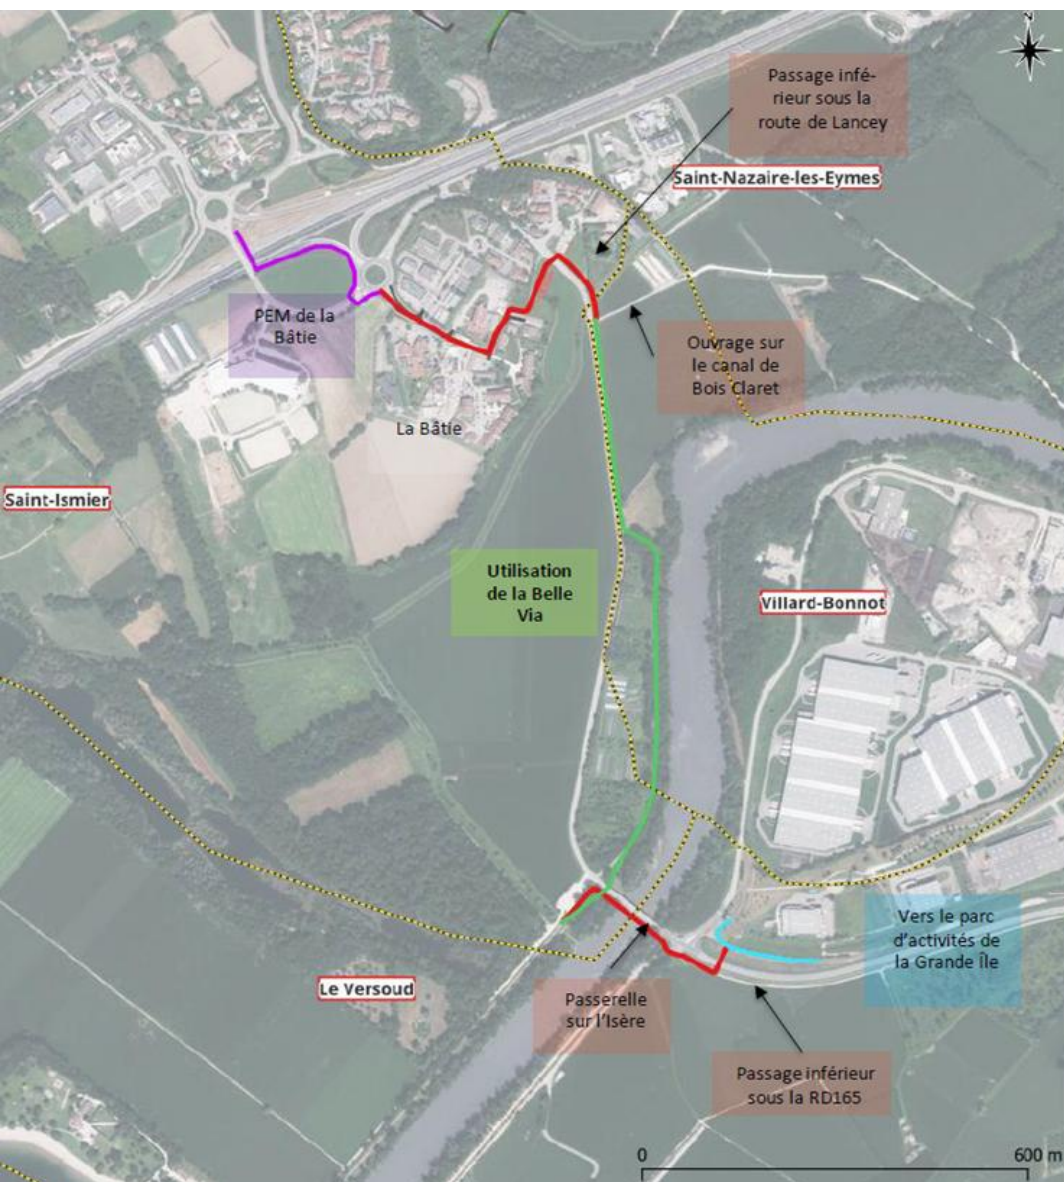 z
Passage infé-
rieur sous la
route de Lancey
Saint-Nazaire-les-Eymes
PEM de la
Bâtie
Ouvrage sur
le canal de
Bois Claret
La Bâtie
Saint-Ismier
Utilisation
de la Belle
Via
Villard-Bonnot
Vers le parc
d'activités de
la Grande Île
Le Versoud
Passerelle
sur l'Isère
Passage inférieur
sous la RD165
0
600 m